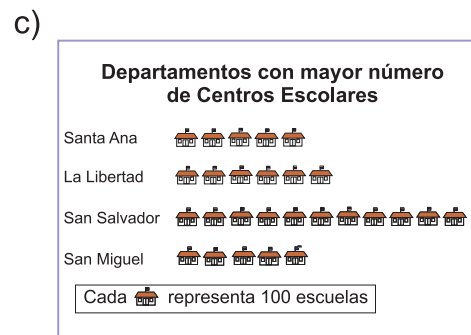 c)
Departamentos con mayor número
de Centros Escolares
Santa Ana
La Libertad
San Salvador
San Miguel
Cada representa 100 escuelas